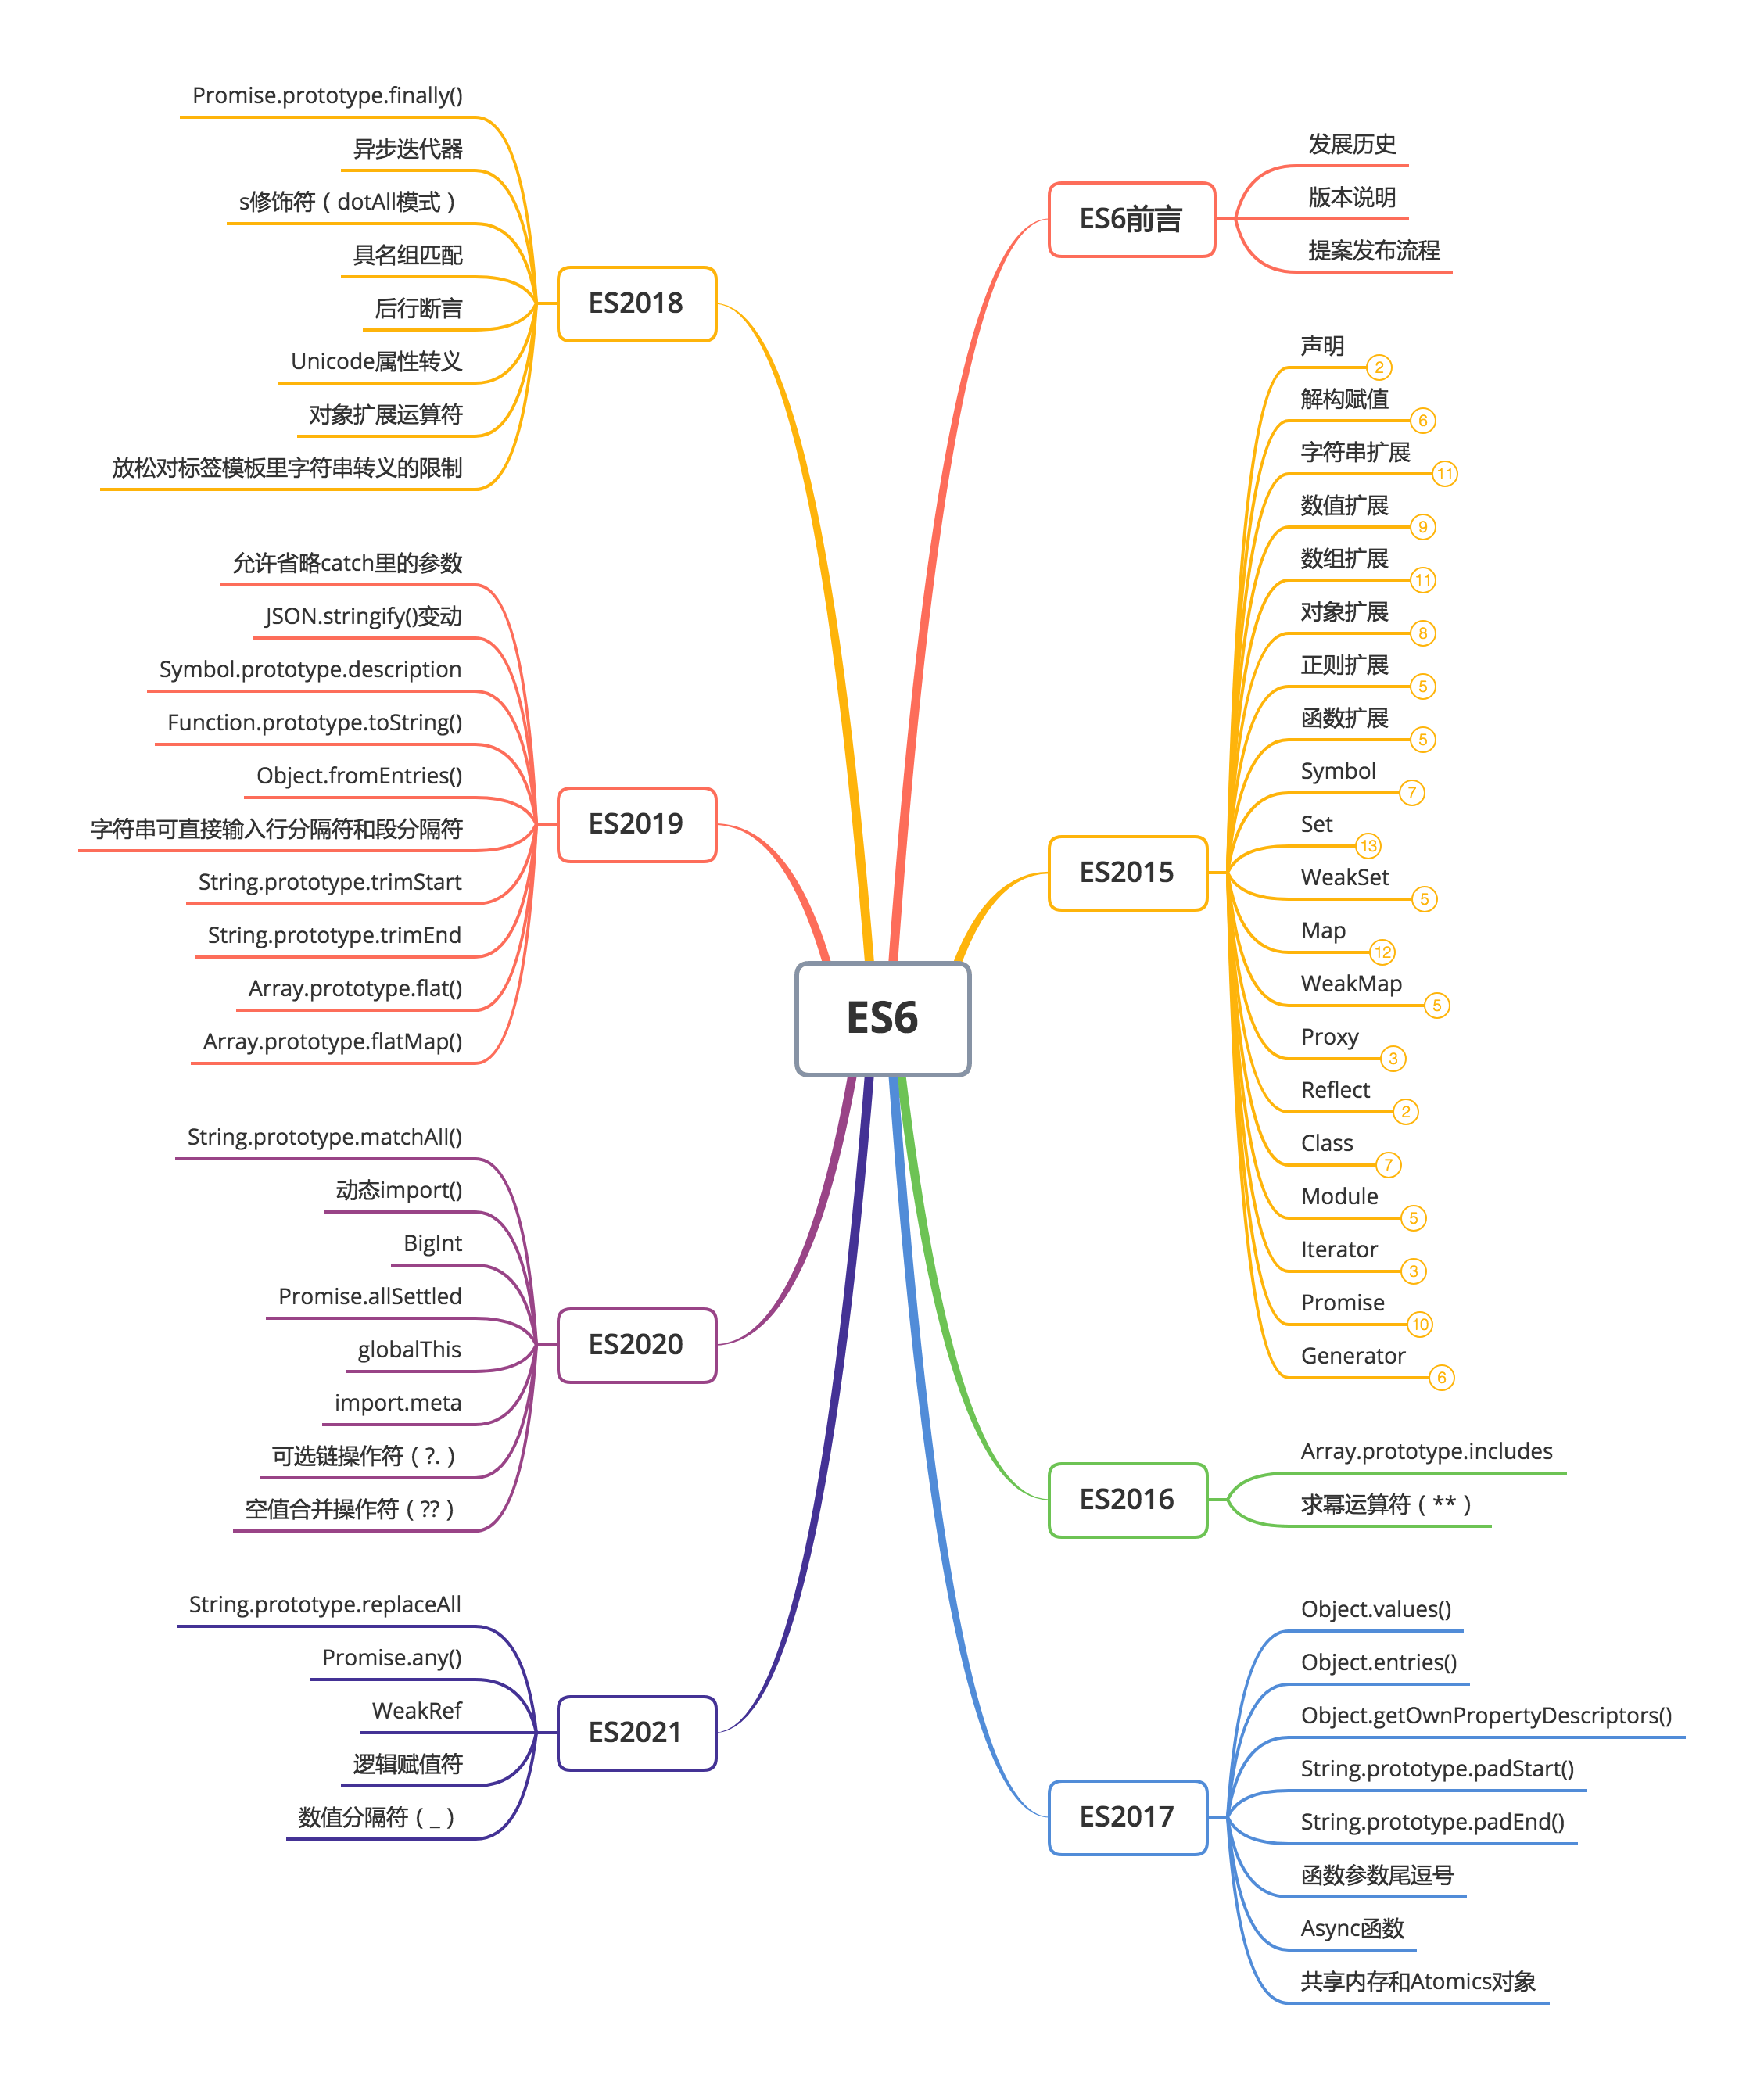 ES6
ES6前言
发展历史
版本说明
提案发布流程
ES2015
声明
2
解构赋值
6
字符串扩展
11
数值扩展
9
数组扩展
11
对象扩展
8
正则扩展
5
函数扩展
5
Symbol
7
Set
13
WeakSet
5
Map
12
WeakMap
5
Proxy
3
Reflect
2
Class
7
Module
5
Iterator
3
Promise
10
Generator
6
ES2016
Array.prototype.includes
求幂运算符（**）
ES2017
Object.values()
Object.entries()
Object.getOwnPropertyDescriptors()
String.prototype.padStart()
String.prototype.padEnd()
函数参数尾逗号
Async函数
共享内存和Atomics对象
ES2018
Promise.prototype.finally()
异步迭代器
s修饰符（dotAll模式）
具名组匹配
后行断言
Unicode属性转义
对象扩展运算符
放松对标签模板里字符串转义的限制
ES2019
允许省略catch里的参数
JSON.stringify()变动
Symbol.prototype.description
Function.prototype.toString()
Object.fromEntries()
字符串可直接输入行分隔符和段分隔符
String.prototype.trimStart
String.prototype.trimEnd
Array.prototype.flat()
Array.prototype.flatMap()
ES2020
String.prototype.matchAll()
动态import()
BigInt
Promise.allSettled
globalThis
import.meta
可选链操作符（?.）
空值合并操作符（??）
ES2021
String.prototype.replaceAll
Promise.any()
WeakRef
逻辑赋值符
数值分隔符 ( _ )